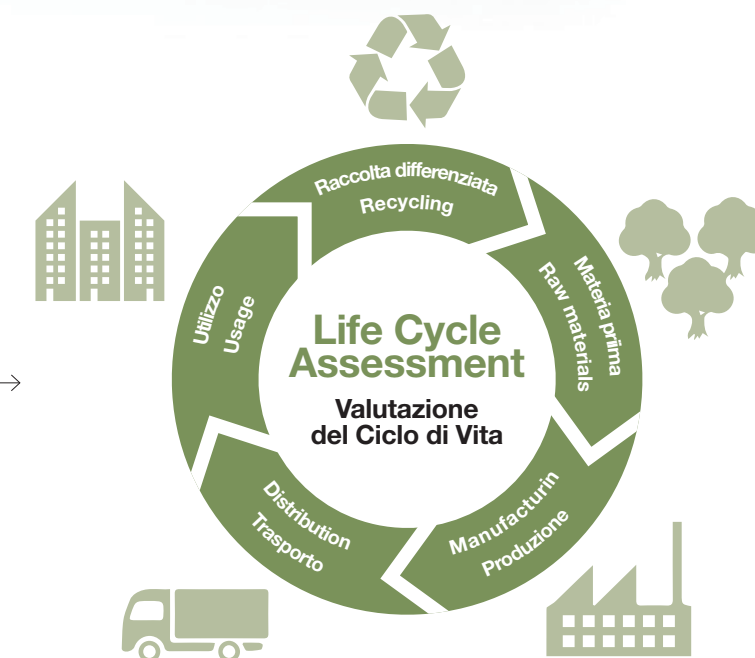 Raccolta differenziata
Recycling
Materia priima
Raw materials
Manufacturin
Produzione
Distribution
Trasporto
Utilizzo
Usage
Life Cycle
Assessment
Valutazione
del Ciclo di Vita